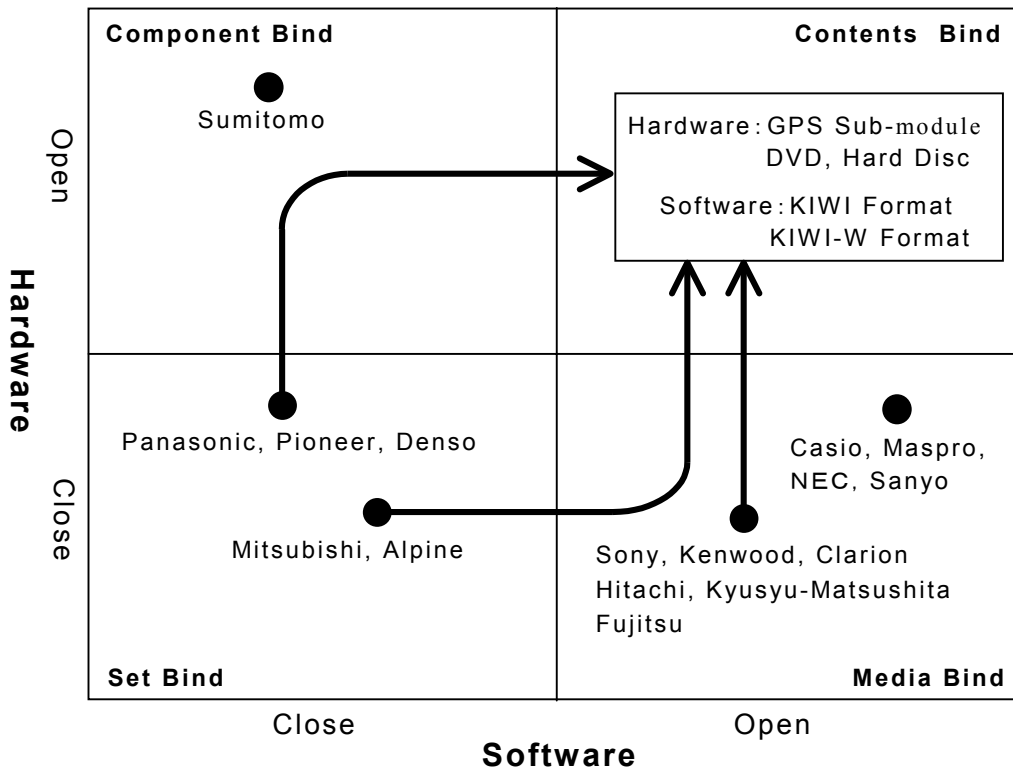 Component Bind
Contents Bind
Sumitomo
Hardware:GPS Sub-module
DVD, Hard Disc
Software:KIWI Format
KIWI-W Format
Open
Hardware
Close
Panasonic, Pioneer, Denso
Casio, Maspro,
NEC, Sanyo
Mitsubishi, Alpine
Sony, Kenwood, Clarion
Hitachi, Kyusyu-Matsushita
Fujitsu
Set Bind
Media Bind
Close
Open
Software